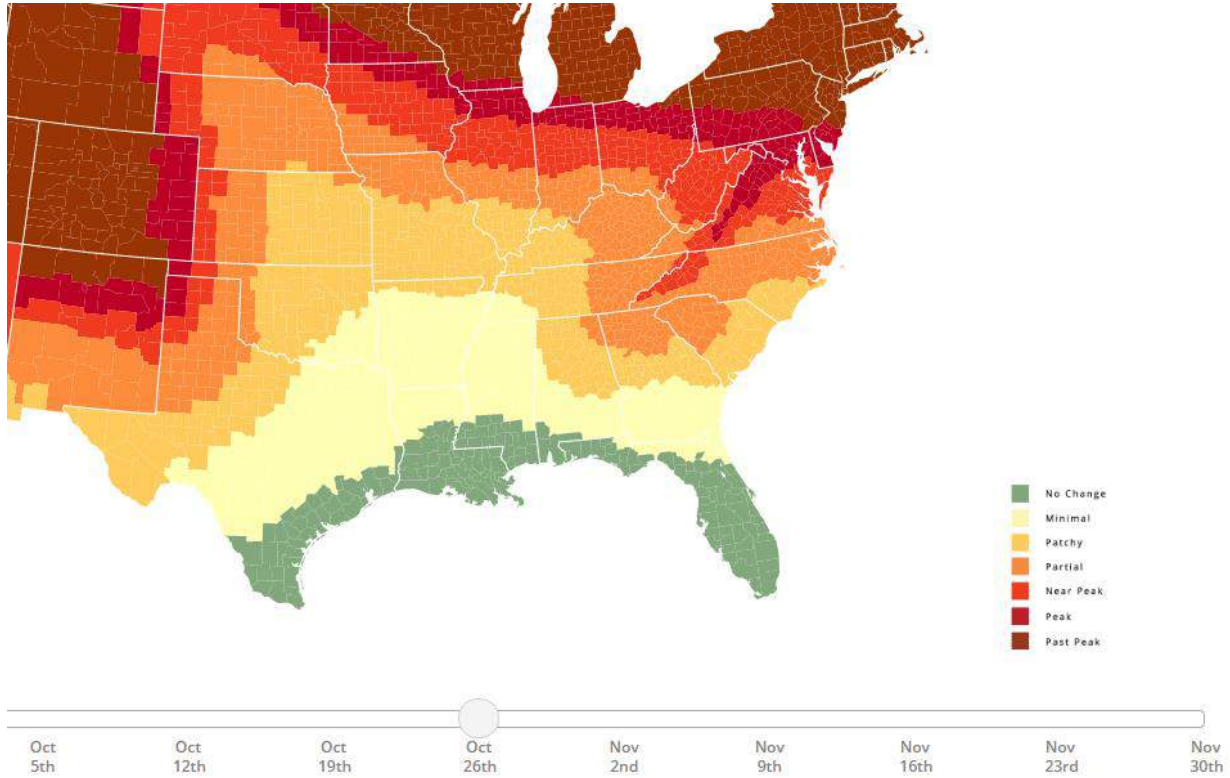 No Change
Minimal
Patchy
Partial
Near Peak
Peak
Past Peak
Oct 5th
Oct 12th
Oct 19th
Oct 26th
Nov 2nd
Nov 9th
Nov 16th
Nov 23rd
Nov 30th